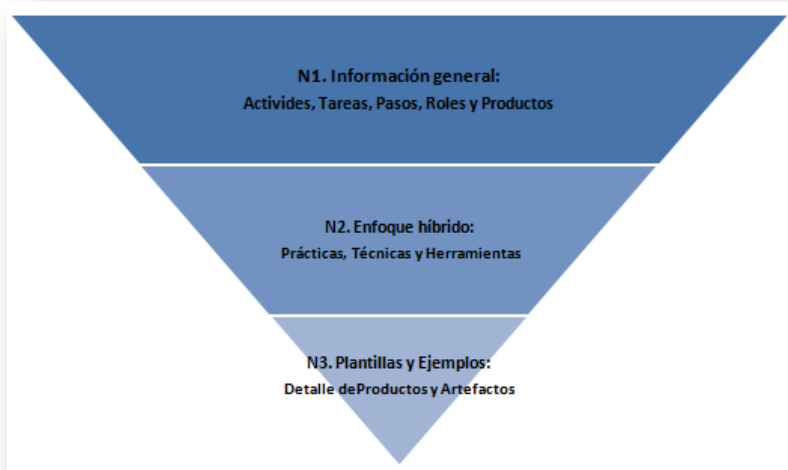 N1. Información general:
Activides, Tareas, Pasos, Roles y Productos
N2. Enfoque híbrido:
Prácticas, Técnicas y Herramientas
N3. Plantillas y Ejemplos:
Detalle deProductos y Artefactos